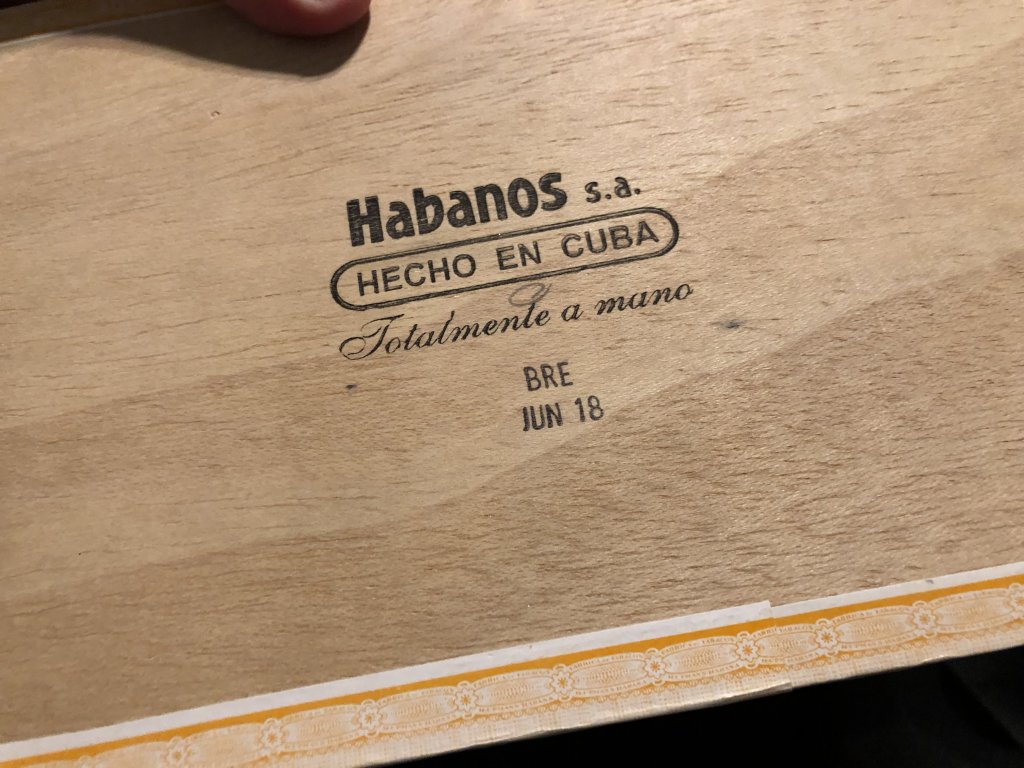 Habanos s.a.
HECHO EN CUBA
Totalmente a mano
BRE
JUN 18